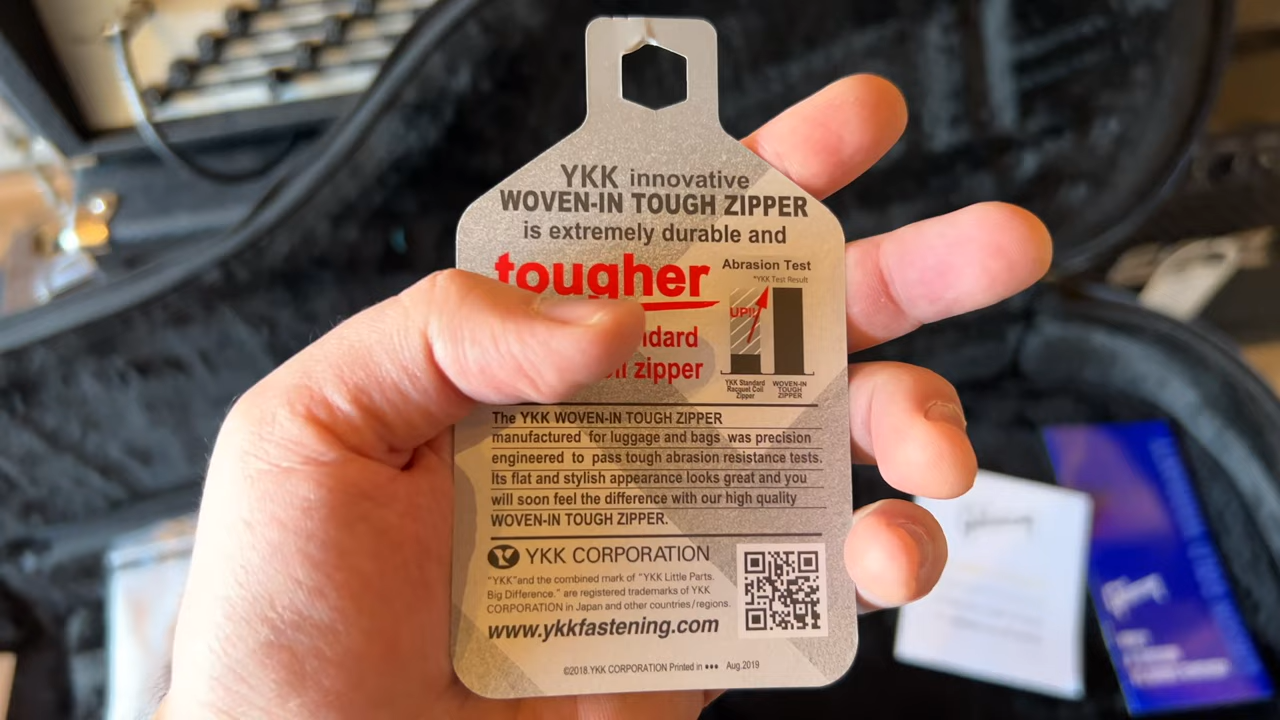 YKK innovative
WOVEN-IN TOUGH ZIPPER
is extremely durable and
tougher
zipper
Abrasion Test
*YKK Test Result
UP!!
YKK Standard
Racquet Coil
Zipper
WOVEN-IN
TOUGH
ZIPPER
The YKK WOVEN-IN TOUGH ZIPPER
manufactured for luggage and bags was precision
engineered to pass tough abrasion resistance tests.
Its flat and stylish appearance looks great and you
will soon feel the difference with our high quality
WOVEN-IN TOUGH ZIPPER.
YKK CORPORATION
"YKK"and the combined mark of "YKK Little Parts.
Big Difference." are registered trademarks of YKK
CORPORATION in Japan and other countries/regions.
www.ykkfastening.com
©2018.YKK CORPORATION Printed in ●●● Aug.2019